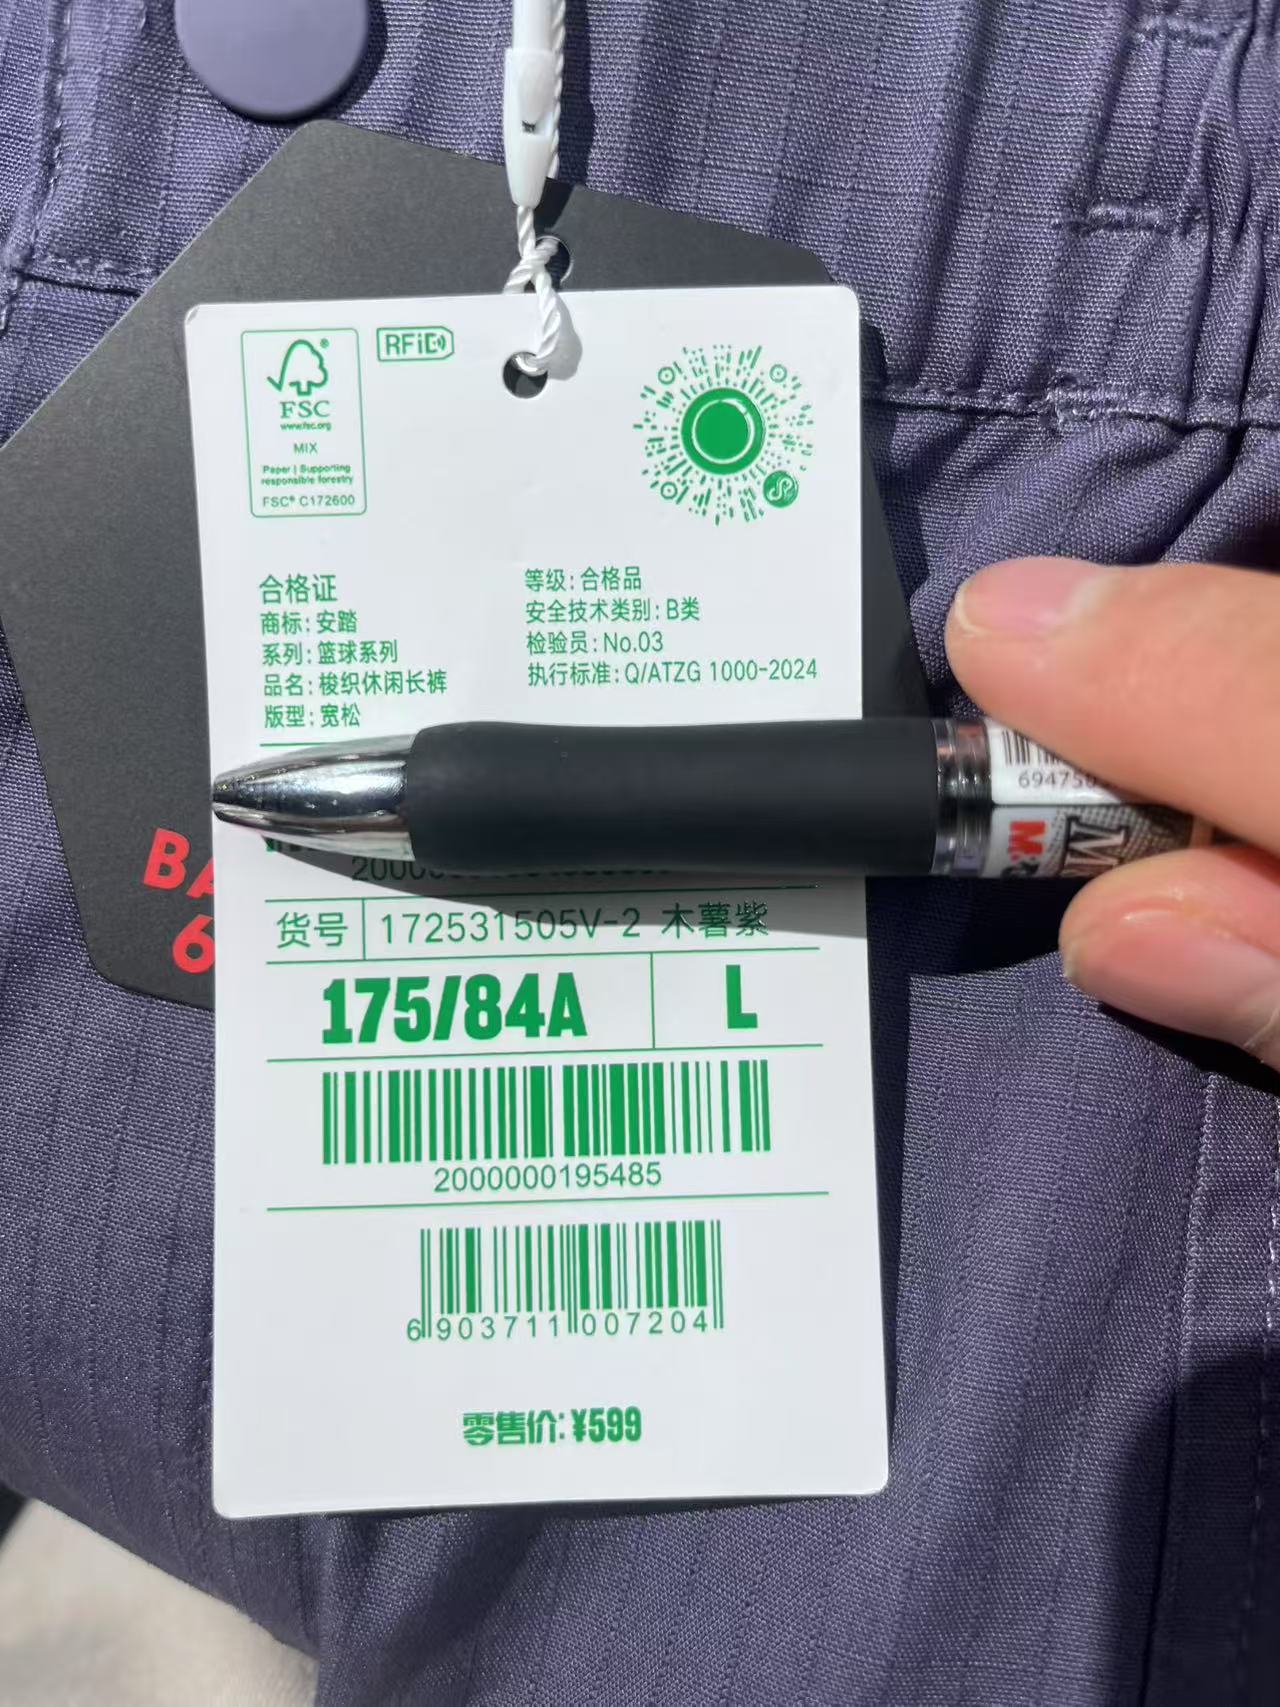 RFiD
FSC
www.fsc.org
MIX
Paper | Supporting
responsible forestry
FSC® C172600
合格证
商标:安踏
系列:篮球系列
品名:梭织休闲长裤
版型:宽松
等级:合格品
安全技术类别:B类
检验员:No.03
执行标准:Q/ATZG 1000-2024
货号 172531505V-2 木薯紫
175/84A L
2000000195485
6903711007204
零售价:¥599